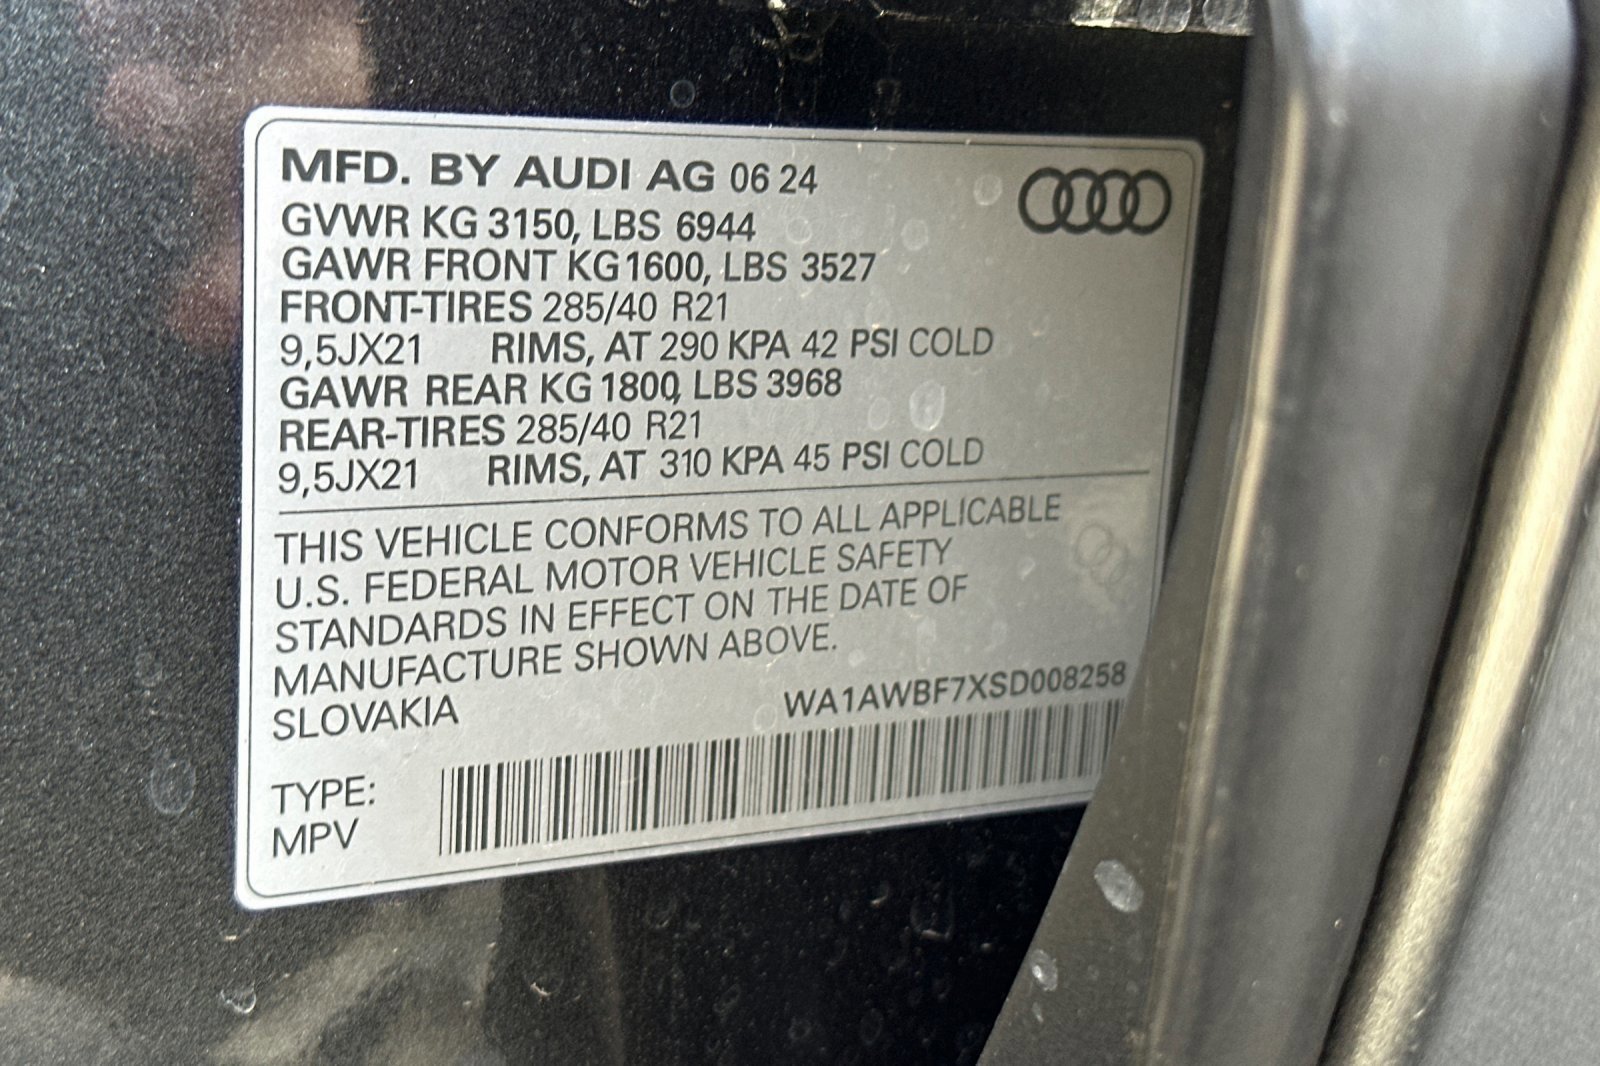 MFD. BY AUDI AG 06 24
GVWR KG 3150, LBS 6944
GAWR FRONT KG 1600, LBS 3527
FRONT-TIRES 285/40 R21
9,5JX21 RIMS, AT 290 KPA 42 PSI COLD
GAWR REAR KG 1800, LBS 3968
REAR-TIRES 285/40 R21
9,5JX21 RIMS, AT 310 KPA 45 PSI COLD
THIS VEHICLE CONFORMS TO ALL APPLICABLE
U.S. FEDERAL MOTOR VEHICLE SAFETY
STANDARDS IN EFFECT ON THE DATE OF
MANUFACTURE SHOWN ABOVE.
SLOVAKIA WA1AWBF7XSD008258
TYPE:
MPV